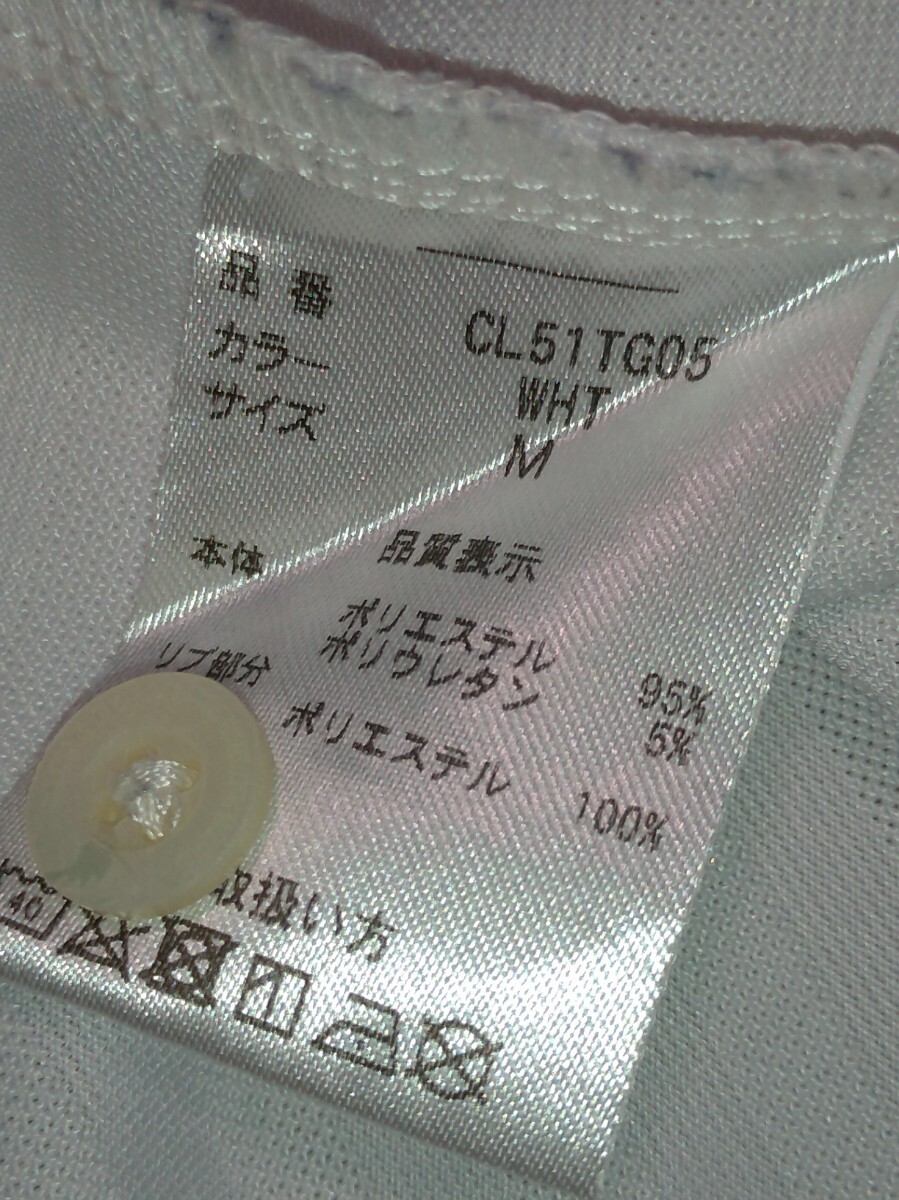 品番 CL51TG05
カラー WHT
サイズ M
品質表示
本体
ポリエステル 95%
ポリウレタン 5%
リブ部分
ポリエステル 100%
取扱い方
40